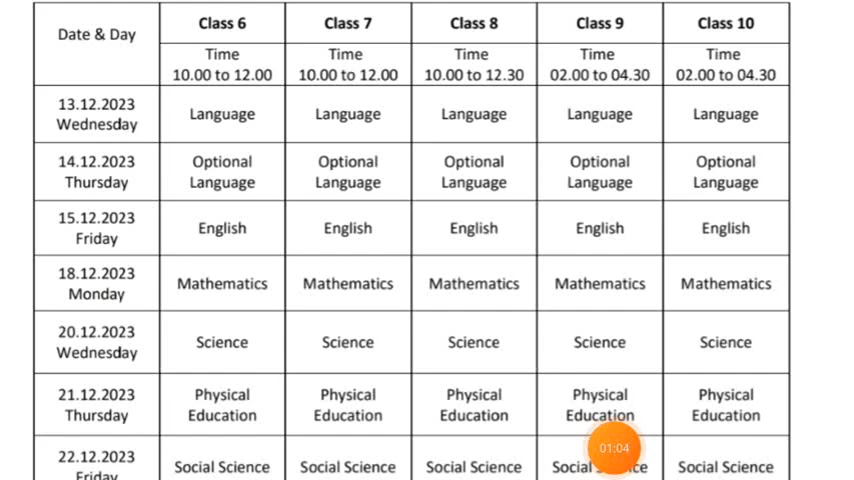 Date & Day Class 6 Class 7 Class 8 Class 9 Class 10
Time Time Time Time Time
10.00 to 12.00 10.00 to 12.00 10.00 to 12.30 02.00 to 04.30 02.00 to 04.30
13.12.2023
Wednesday Language Language Language Language Language
14.12.2023 Optional Optional Optional Optional Optional
Thursday Language Language Language Language Language
15.12.2023
Friday English English English English English
18.12.2023
Monday Mathematics Mathematics Mathematics Mathematics Mathematics
20.12.2023
Wednesday Science Science Science Science Science
21.12.2023 Physical Physical Physical Physical Physical
Thursday Education Education Education Education Education
01:04
22.12.2023
Friday Social Science Social Science Social Science Social Science Social Science